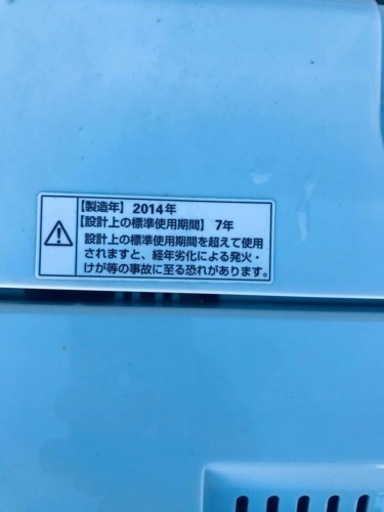 【製造年】 2014年
【設計上の標準使用期間】 7年
設計上の標準使用期間を超えて使用
されますと、経年劣化による発火・
けが等の事故に至る恐れがあります。